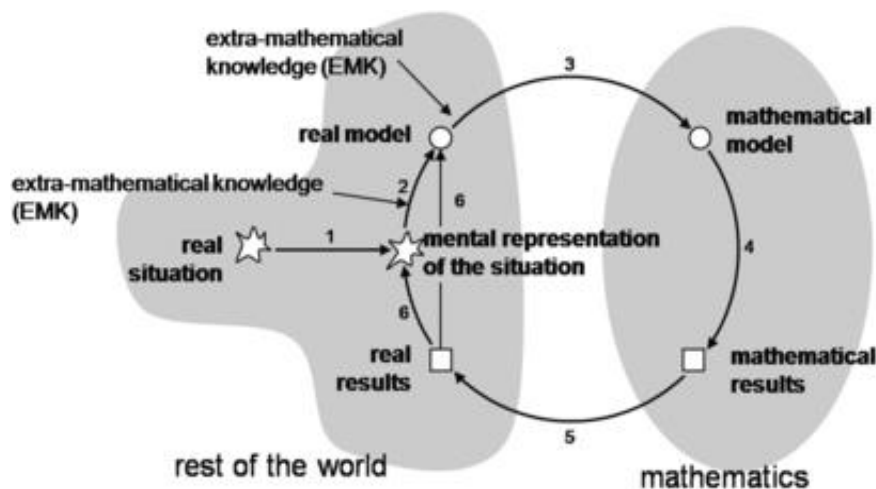 extra-mathematical
knowledge (EMK)
3
real model
mathematical
model
extra-mathematical knowledge
(EMK)
2
6
real
situation
1
mental representation
of the situation
4
6
real
results
mathematical
results
5
rest of the world
mathematics